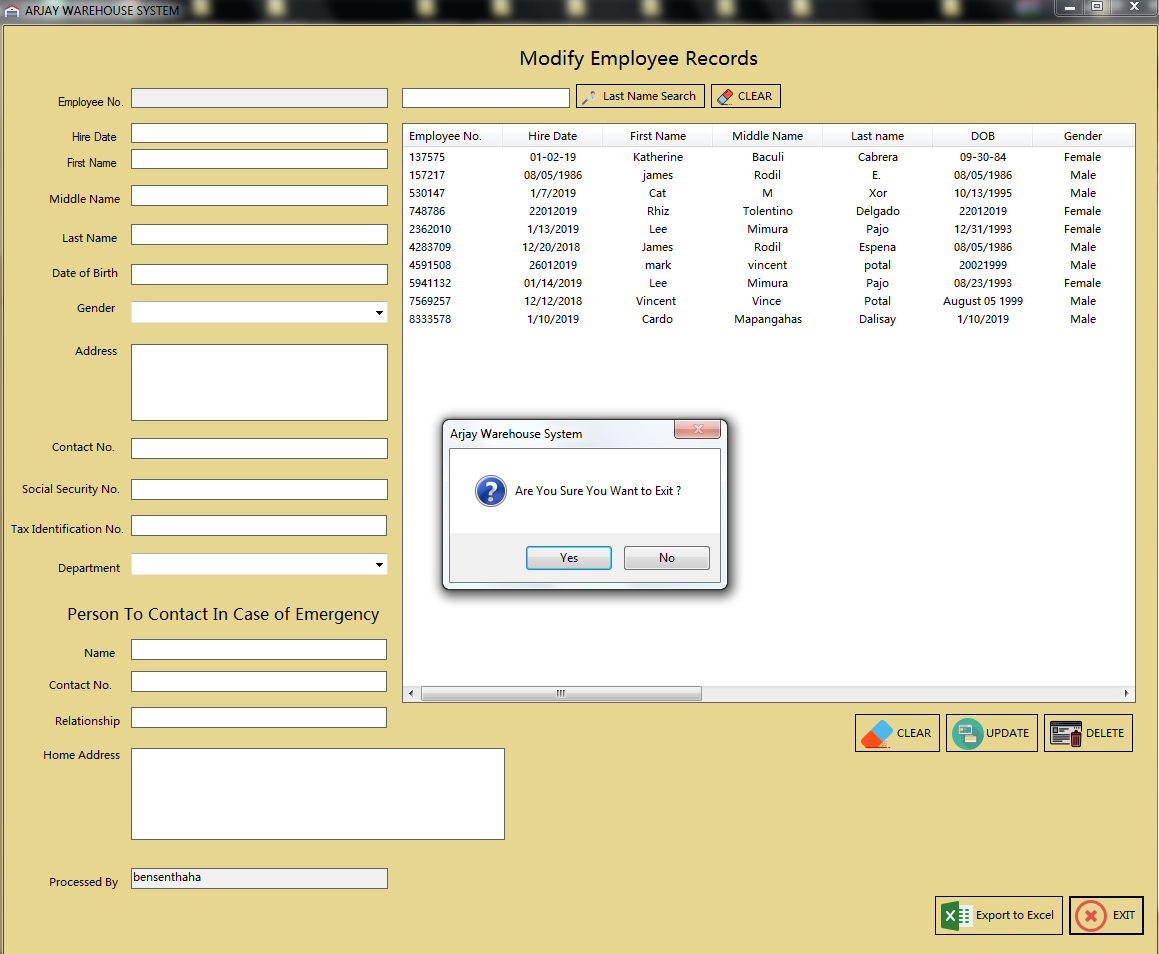 ARJAY WAREHOUSE SYSTEM
Modify Employee Records
Employee No.
Last Name Search
CLEAR
Hire Date
First Name
Middle Name
Last Name
Date of Birth
Gender
Address
Contact No.
Social Security No.
Tax Identification No.
Department
Employee No. Hire Date First Name Middle Name Last name DOB Gender
137575 01-02-19 Katherine Baculi Cabrera 09-30-84 Female
157217 08/05/1986 james Rodil E. 08/05/1986 Male
530147 1/7/2019 Cat M Xor 10/13/1995 Male
748786 22012019 Rhiz Tolentino Delgado 22012019 Female
2362010 1/13/2019 Lee Mimura Pajo 12/31/1993 Female
4283709 12/20/2018 James Rodil Espena 08/05/1986 Male
4591508 26012019 mark vincent potal 20021999 Male
5941132 01/14/2019 Lee Mimura Pajo 08/23/1993 Female
7569257 12/12/2018 Vincent Vince Potal August 05 1999 Male
8333578 1/10/2019 Cardo Mapangahas Dalisay 1/10/2019 Male
Arjay Warehouse System
Are You Sure You Want to Exit ?
Yes No
Person To Contact In Case of Emergency
Name
Contact No.
Relationship
Home Address
CLEAR UPDATE DELETE
Processed By bensenthaha
Export to Excel EXIT